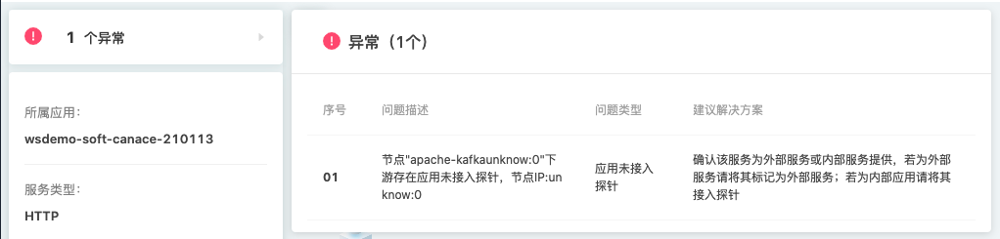 1 个异常
所属应用：
wsdemo-soft-canace-210113
服务类型：
HTTP
异常（1个）
序号 问题描述 问题类型 建议解决方案
01
节点"apache-kafkaunknow:0"下
游存在应用未接入探针，节点IP:un
know:0
应用未接入
探针
确认该服务为外部服务或内部服务提供，若为外部
服务请将其标记为外部服务；若为内部应用请将其
接入探针